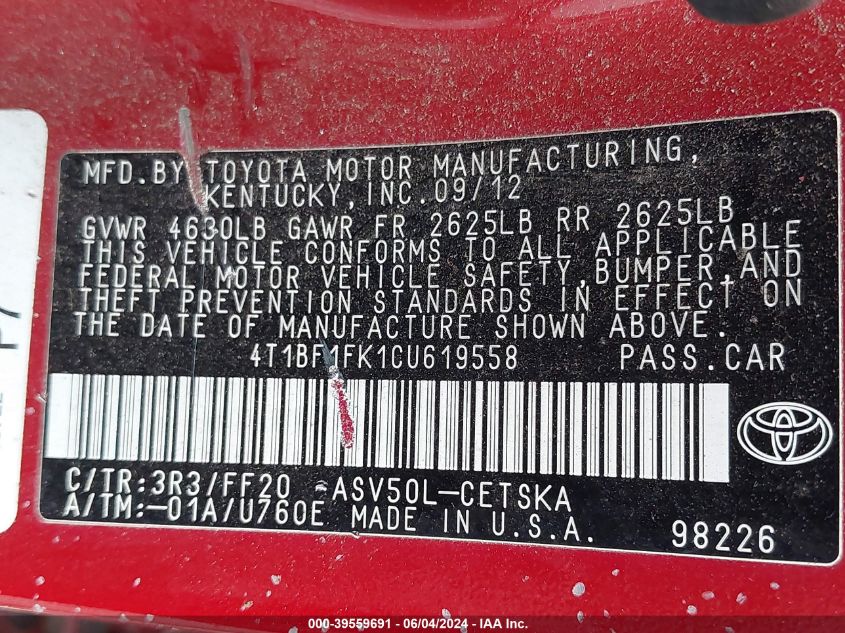 MFD.BY TOYOTA MOTOR MANUFACTURING,
KENTUCKY, INC. 09/12
GVWR 4630LB GAWR FR 2625LB RR 2625LB
THIS VEHICLE CONFORMS TO ALL APPLICABLE
FEDERAL MOTOR VEHICLE SAFETY, BUMPER, AND
THEFT PREVENTION STANDARDS IN EFFECT ON
THE DATE OF MANUFACTURE SHOWN ABOVE.
4T1BF1FK1CU619558 PASS.CAR
C/TR:3R3/FF20 ASV50L-CETSKA
A/TM:-01A/U760E MADE IN U.S.A.
98226
000-39559691 - 06/04/2024 - IAA Inc.